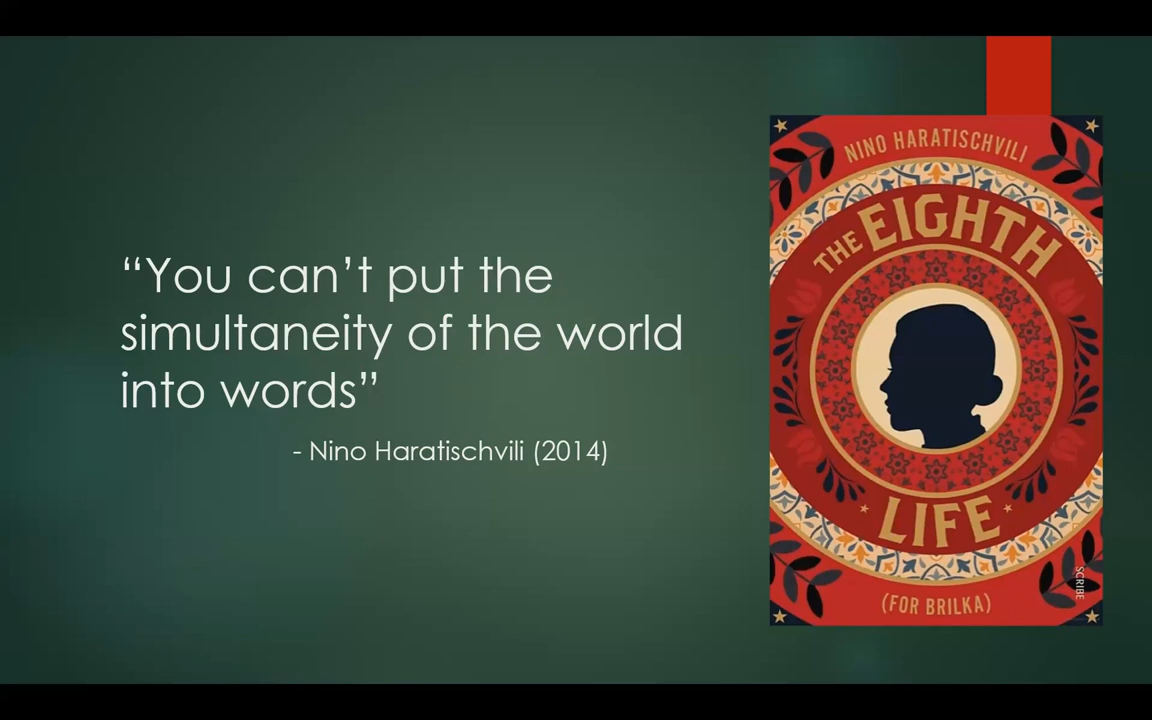 “You can’t put the
simultaneity of the world
into words”
- Nino Haratischvili (2014)
NINO HARATISCHVILI
THE EIGHTH
LIFE
(FOR BRILKA)
SCRIBE